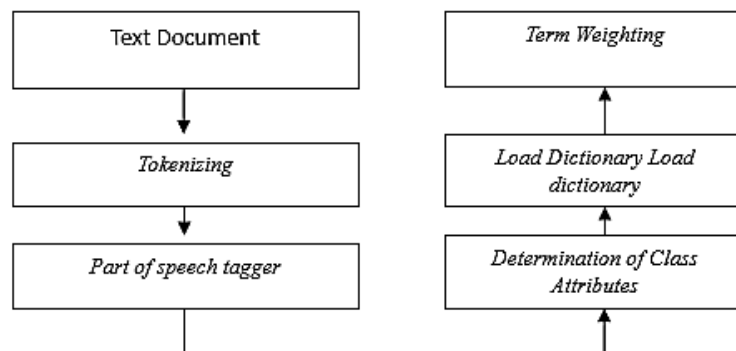 Text Document
Tokenizing
Part of speech tagger
Term Weighting
Load Dictionary Load
dictionary
Determination of Class
Attributes